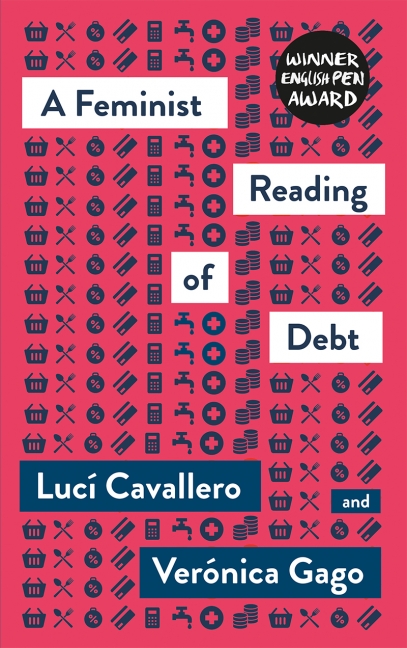 WINNER
ENGLISH PEN
AWARD
A Feminist
Reading
of
Debt
Lucí Cavallero
and
Verónica Gago